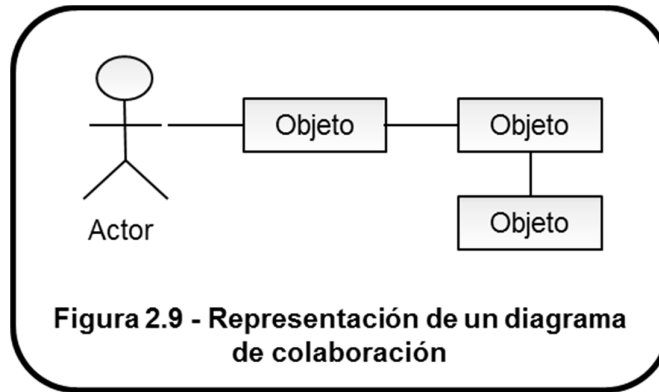 Objeto
Objeto
Objeto
Actor
Figura 2.9 - Representación de un diagrama
de colaboración